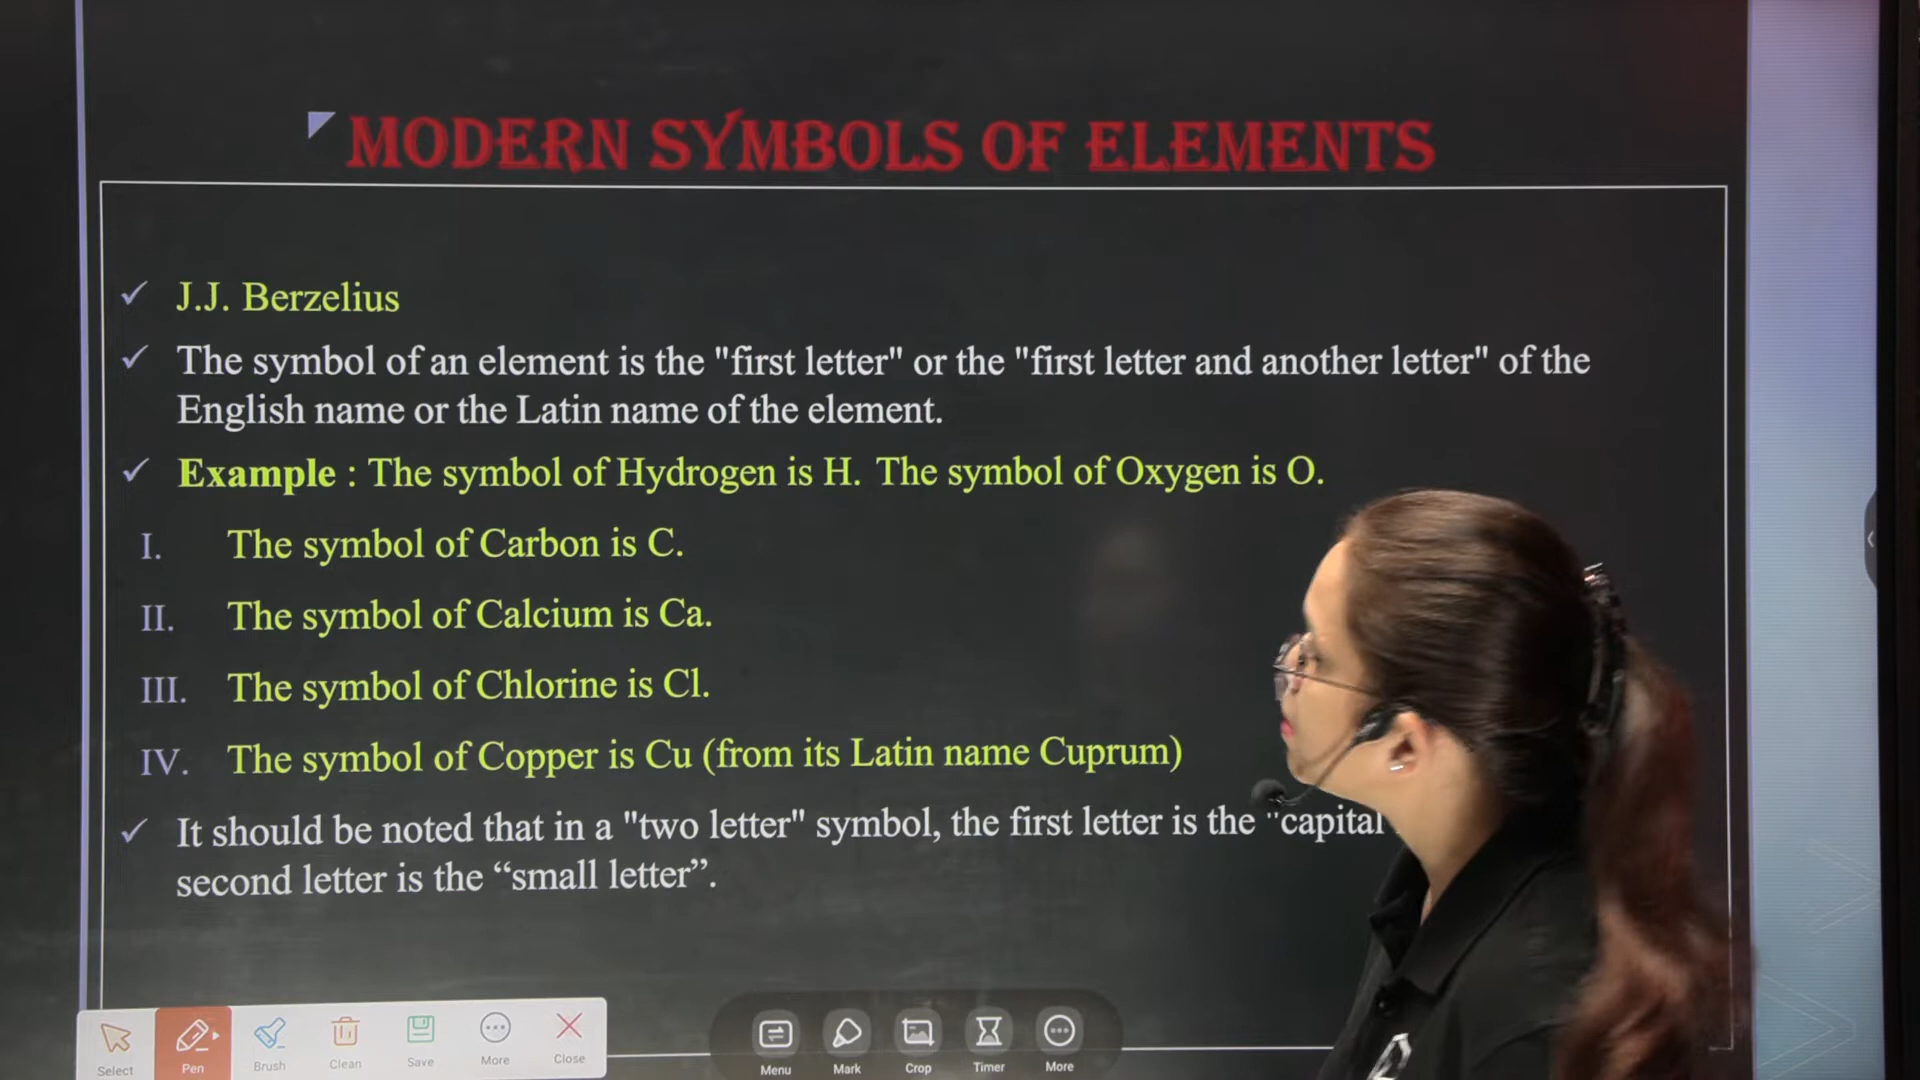 MODERN SYMBOLS OF ELEMENTS
✓ J.J. Berzelius
✓ The symbol of an element is the "first letter" or the "first letter and another letter" of the
English name or the Latin name of the element.
✓ Example : The symbol of Hydrogen is H. The symbol of Oxygen is O.
I. The symbol of Carbon is C.
II. The symbol of Calcium is Ca.
III. The symbol of Chlorine is Cl.
IV. The symbol of Copper is Cu (from its Latin name Cuprum)
✓ It should be noted that in a "two letter" symbol, the first letter is the "capital
second letter is the “small letter”.
Select Pen Brush Clean Save More Close
Menu Mark Crop Timer More